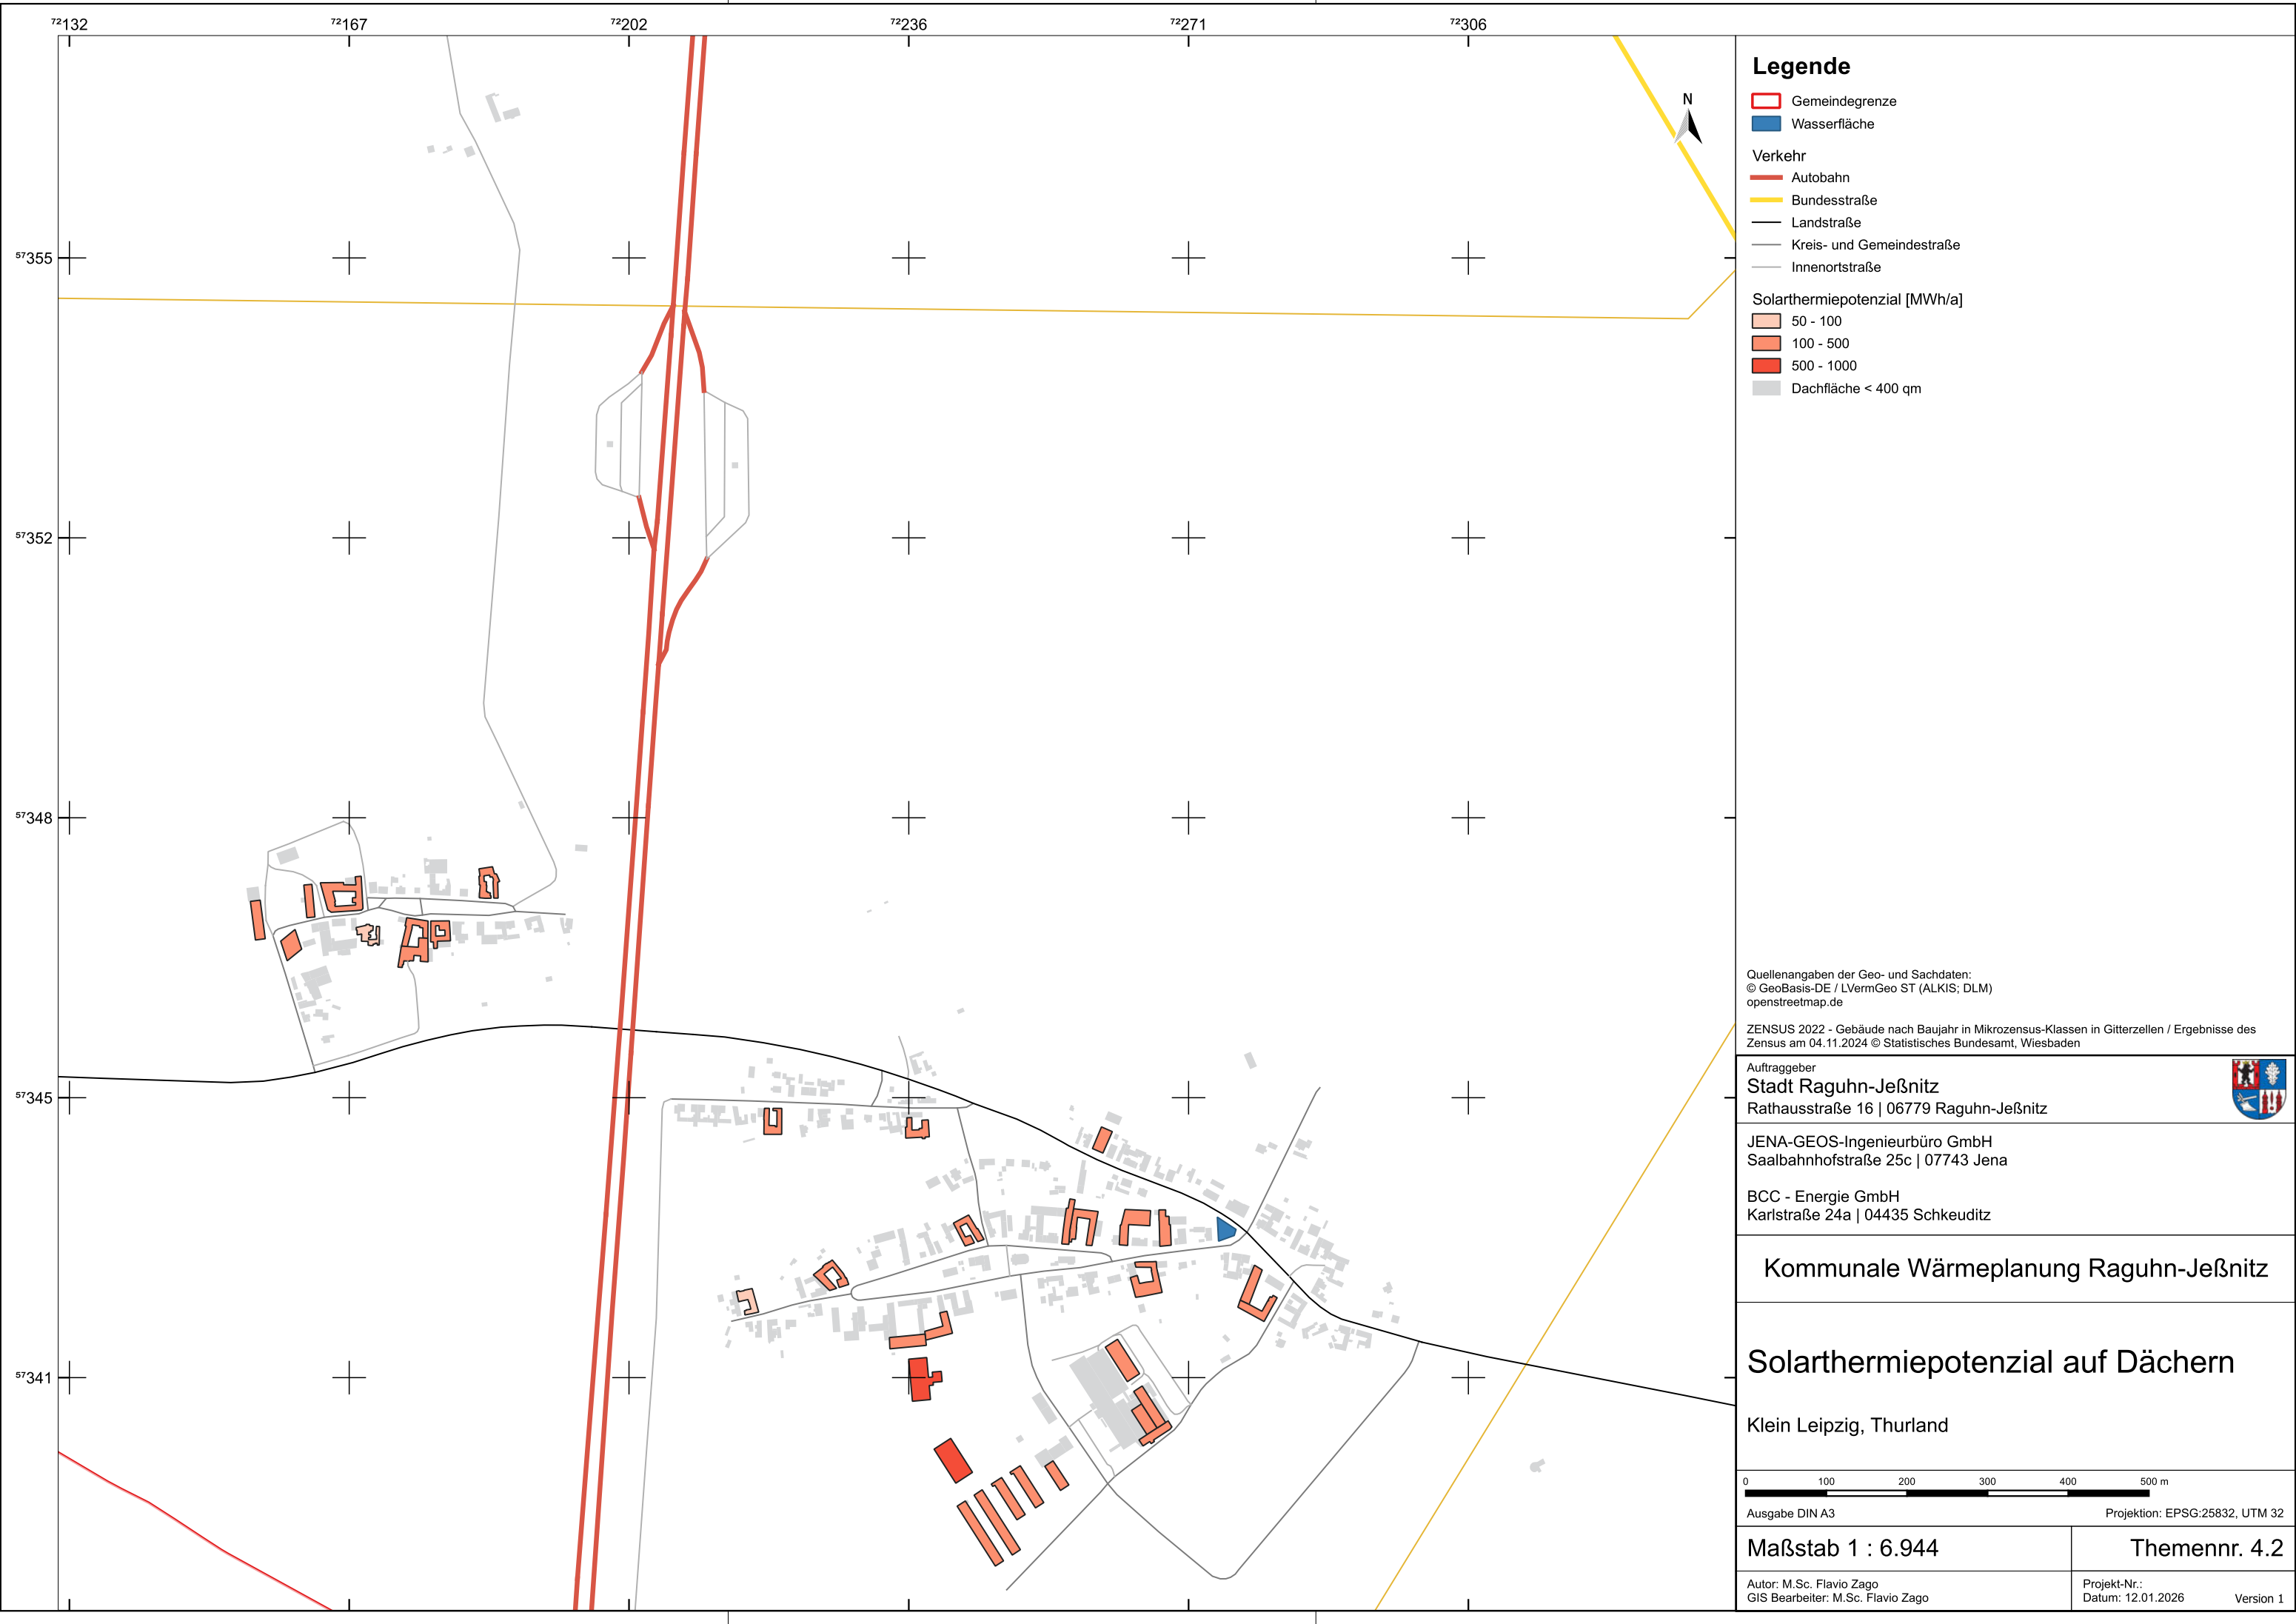 72132 72167 72202 72236 72271 72306
57355
57352
57348
57345
57341
N
Legende
Gemeindegrenze
Wasserfläche
Verkehr
Autobahn
Bundesstraße
Landstraße
Kreis- und Gemeindestraße
Innenortstraße
Solarthermiepotenzial [MWh/a]
50 - 100
100 - 500
500 - 1000
Dachfläche < 400 qm
Quellenangaben der Geo- und Sachdaten:
© GeoBasis-DE / LVermGeo ST (ALKIS; DLM)
openstreetmap.de
ZENSUS 2022 - Gebäude nach Baujahr in Mikrozensus-Klassen in Gitterzellen / Ergebnisse des
Zensus am 04.11.2024 © Statistisches Bundesamt, Wiesbaden
Auftraggeber
Stadt Raguhn-Jeßnitz
Rathausstraße 16 | 06779 Raguhn-Jeßnitz
JENA-GEOS-Ingenieurbüro GmbH
Saalbahnhofstraße 25c | 07743 Jena
BCC - Energie GmbH
Karlstraße 24a | 04435 Schkeuditz
Kommunale Wärmeplanung Raguhn-Jeßnitz
Solarthermiepotenzial auf Dächern
Klein Leipzig, Thurland
0 100 200 300 400 500 m
Ausgabe DIN A3 Projektion: EPSG:25832, UTM 32
Maßstab 1 : 6.944 Themennr. 4.2
Autor: M.Sc. Flavio Zago
GIS Bearbeiter: M.Sc. Flavio Zago
Projekt-Nr.:
Datum: 12.01.2026 Version 1